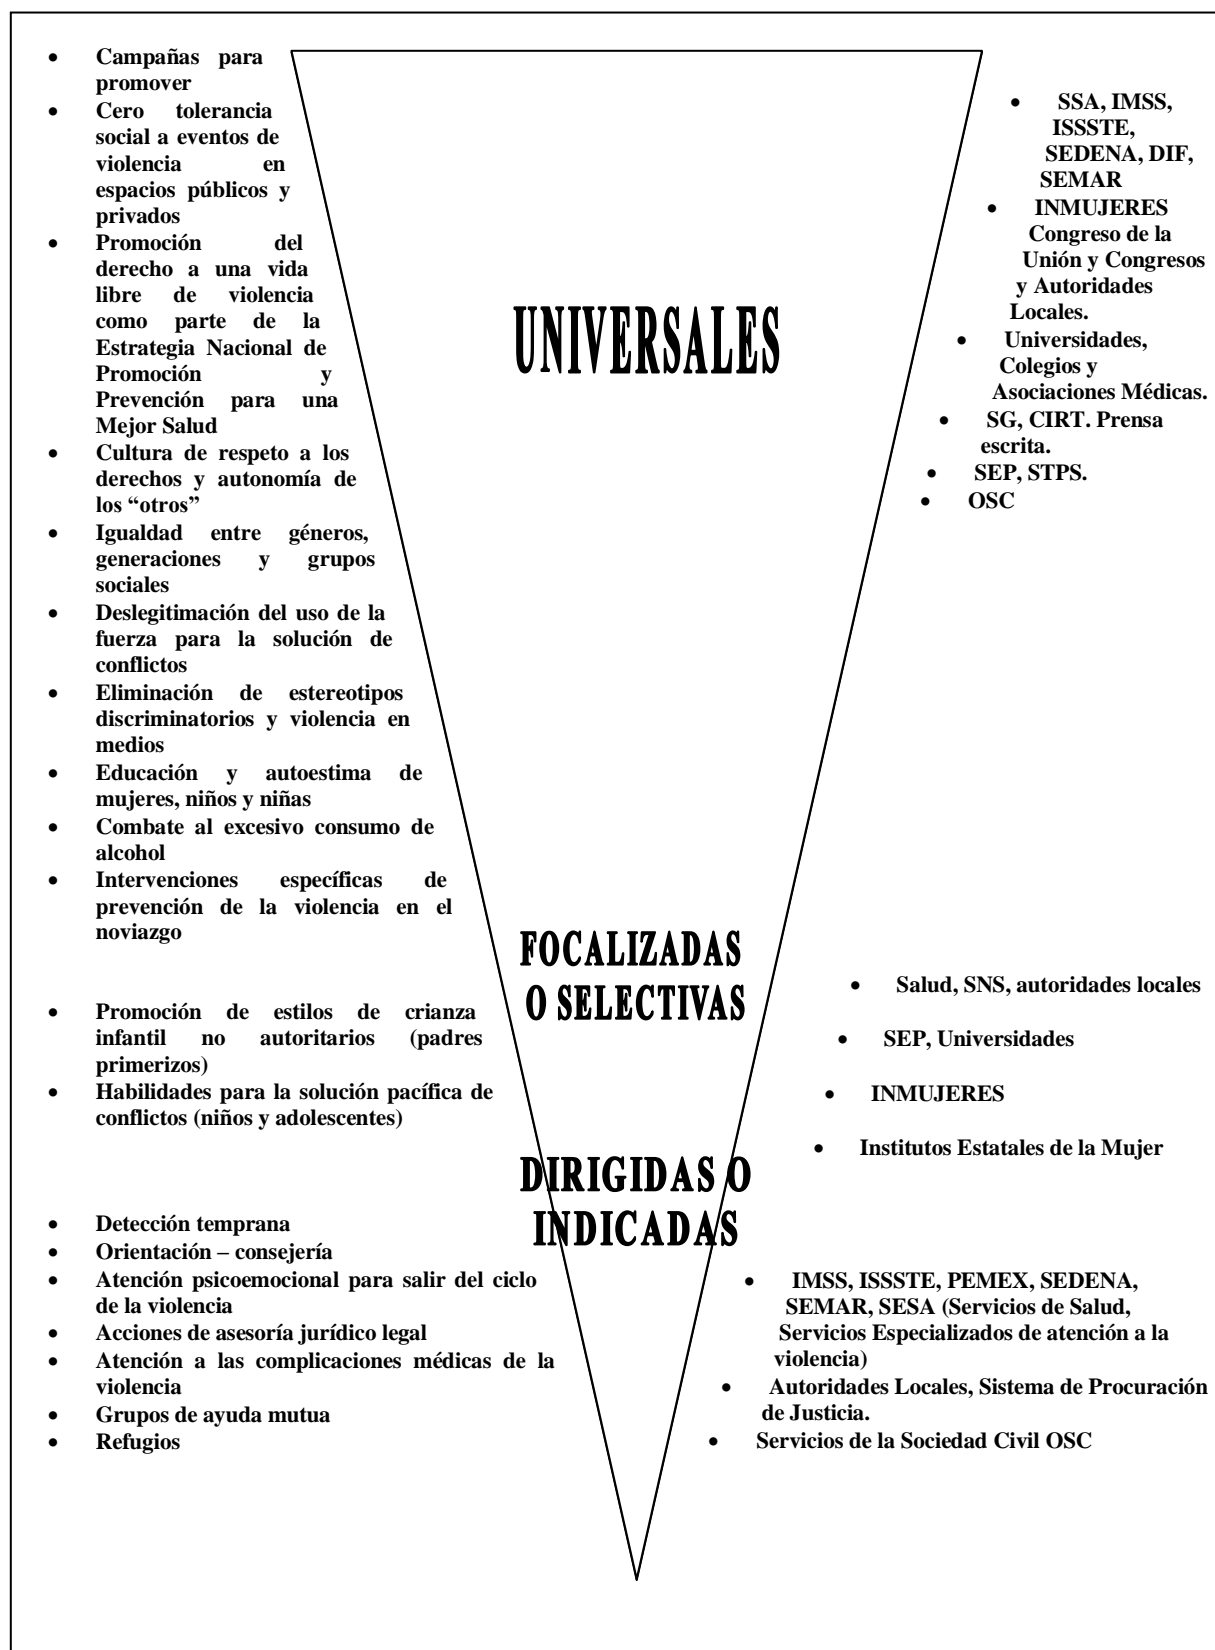 • Campañas para
promover
• Cero tolerancia
social a eventos de
violencia en
espacios públicos y
privados
• Promoción del
derecho a una vida
libre de violencia
como parte de la
Estrategia Nacional de
Promoción y
Prevención para una
Mejor Salud
• Cultura de respeto a los
derechos y autonomía de
los “otros”
• Igualdad entre géneros,
generaciones y grupos
sociales
• Deslegitimación del uso de la
fuerza para la solución de
conflictos
• Eliminación de estereotipos
discriminatorios y violencia en
medios
• Educación y autoestima de
mujeres, niños y niñas
• Combate al excesivo consumo de
alcohol
• Intervenciones específicas de
prevención de la violencia en el
noviazgo
• Promoción de estilos de crianza
infantil no autoritarios (padres
primerizos)
• Habilidades para la solución pacífica de
conflictos (niños y adolescentes)
• Detección temprana
• Orientación – consejería
• Atención psicoemocional para salir del ciclo
de la violencia
• Acciones de asesoría jurídico legal
• Atención a las complicaciones médicas de la
violencia
• Grupos de ayuda mutua
• Refugios
UNIVERSALES
FOCALIZADAS
O SELECTIVAS
DIRIGIDAS O
INDICADAS
• SSA, IMSS,
ISSSTE,
SEDENA, DIF,
SEMAR
• INMUJERES
Congreso de la
Unión y Congresos
y Autoridades
Locales.
• Universidades,
Colegios y
Asociaciones Médicas.
• SG, CIRT. Prensa
escrita.
• SEP, STPS.
• OSC
• Salud, SNS, autoridades locales
• SEP, Universidades
• INMUJERES
• Institutos Estatales de la Mujer
• IMSS, ISSSTE, PEMEX, SEDENA,
SEMAR, SESA (Servicios de Salud,
Servicios Especializados de atención a la
violencia)
• Autoridades Locales, Sistema de Procuración
de Justicia.
• Servicios de la Sociedad Civil OSC